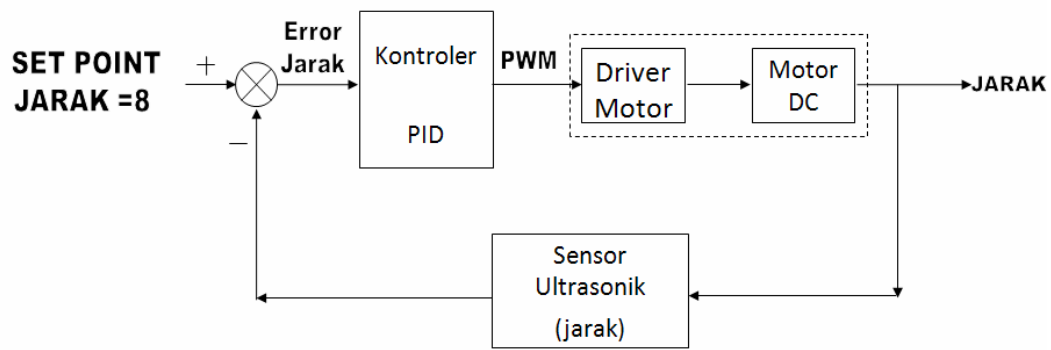 SET POINT
JARAK =8
+
−
Error
Jarak
Kontroler
PID
PWM
Driver
Motor
Motor
DC
JARAK
Sensor
Ultrasonik
(jarak)